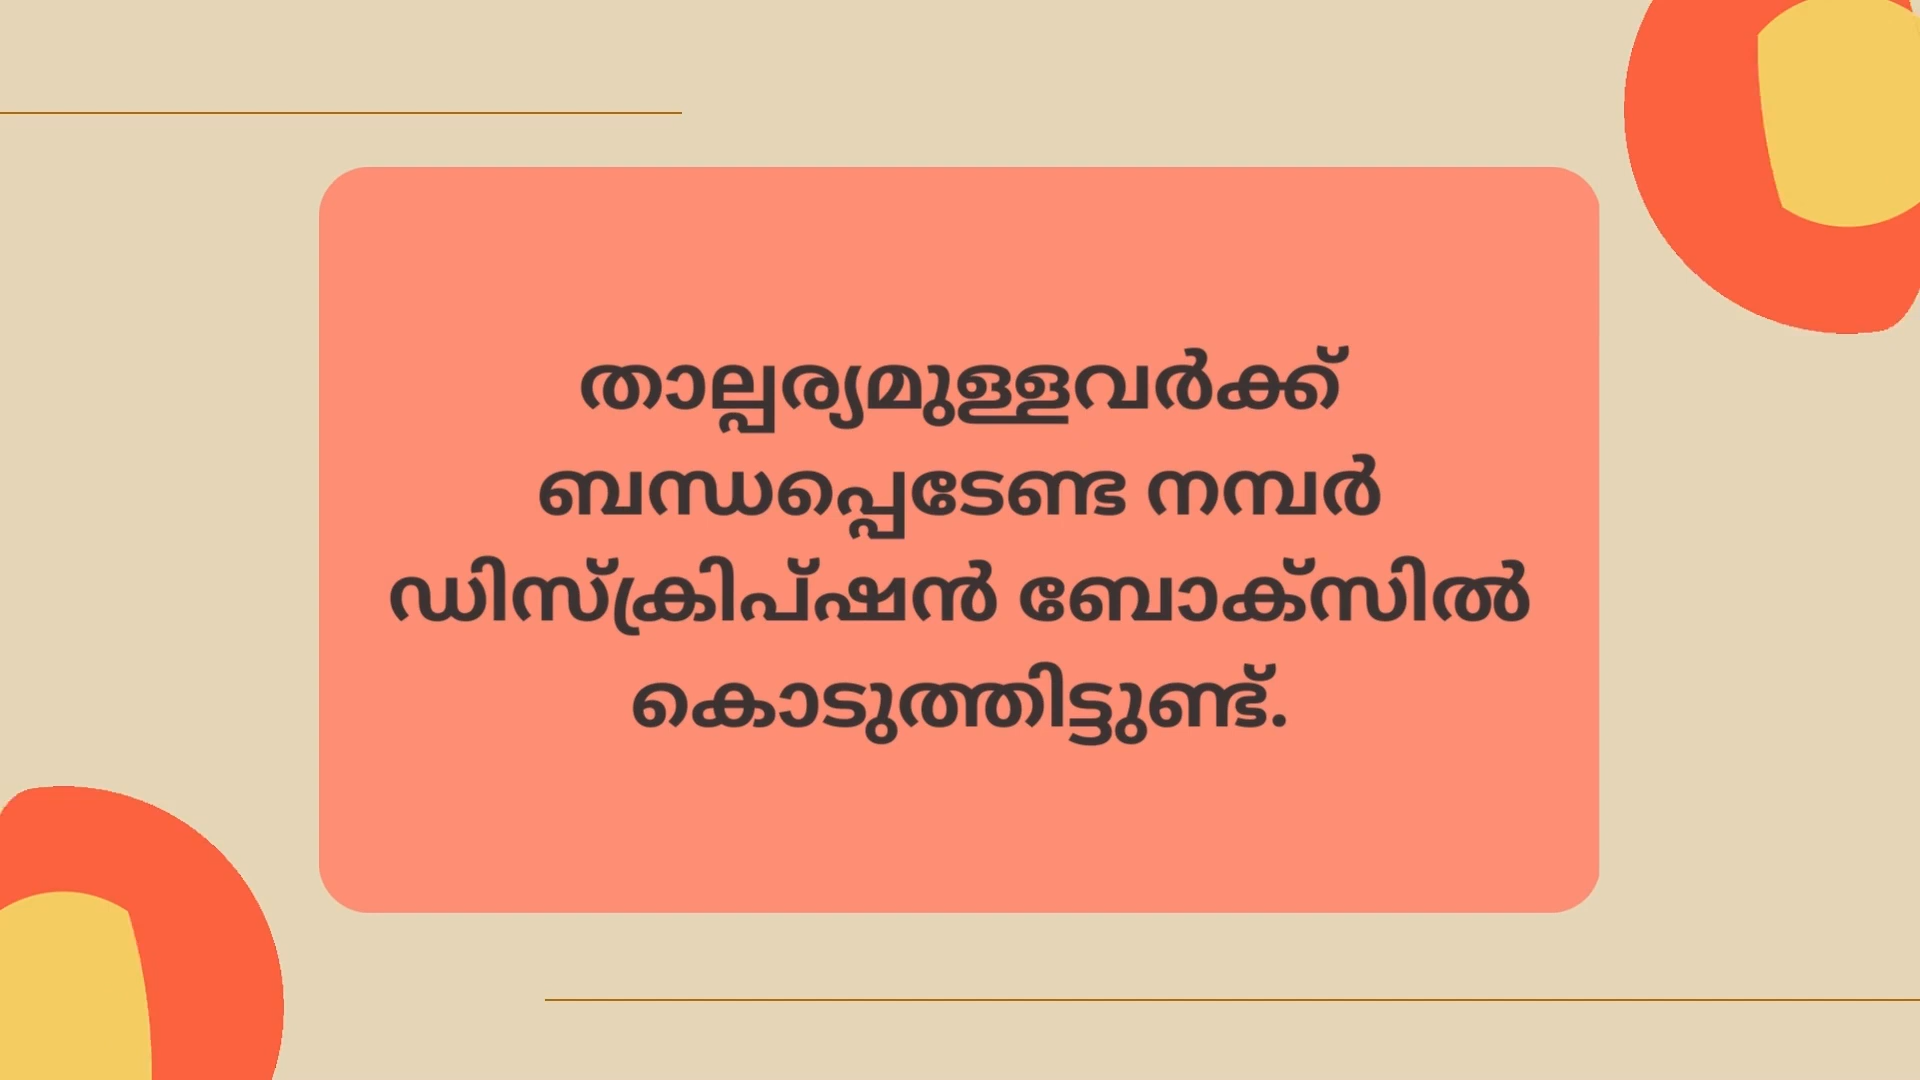 താല്പര്യമുള്ളവർക്ക്
ബന്ധപ്പെടേണ്ട നമ്പർ
ഡിസ്ക്രിപ്ഷൻ ബോക്സിൽ
കൊടുത്തിട്ടുണ്ട്.